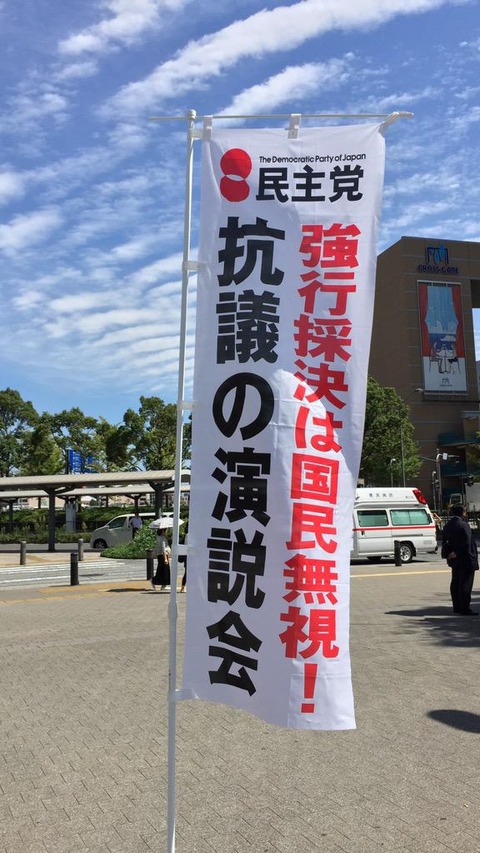 The Democratic Party of Japan
民主党
強行採決は国民無視！
抗議の演説会